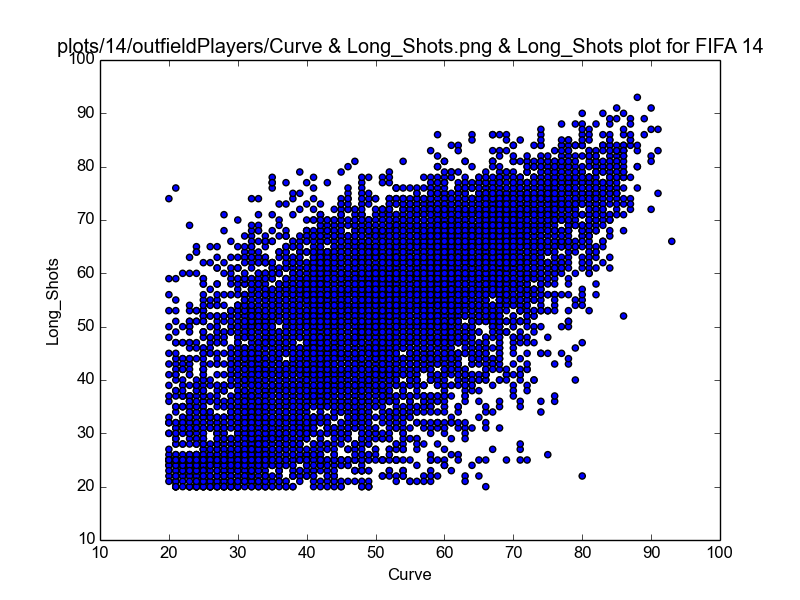 plots/14/outfieldPlayers/Curve & Long_Shots.png & Long_Shots plot for FIFA 14
100
90
80
70
60
50
40
30
20
10
Long_Shots
10 20 30 40 50 60 70 80 90 100
Curve